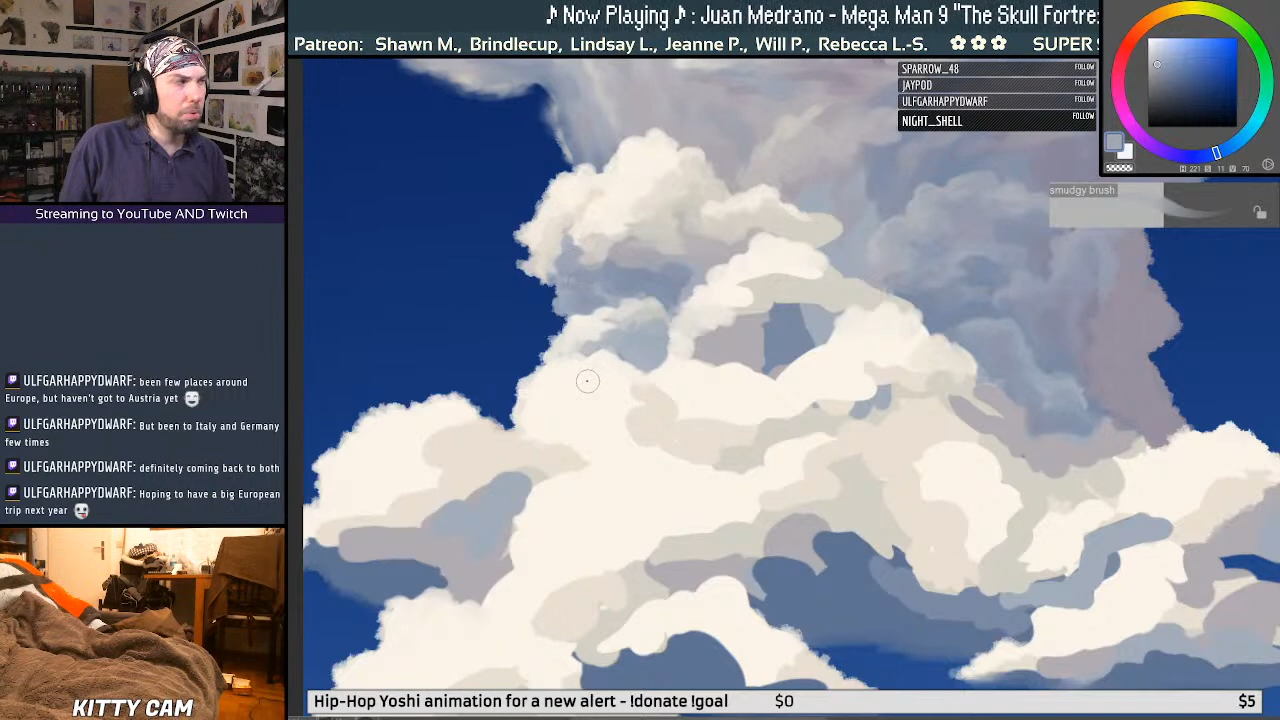 ♪ Now Playing ♪ : Juan Medrano - Mega Man 9 "The Skull Fortre
Patreon: Shawn M., Brindlecup, Lindsay L., Jeanne P., Will P., Rebecca L.-S. ✿ ✿ ✿ SUPER
SPARROW_48 FOLLOW
JAYPOD FOLLOW
ULFGARHAPPYDWARF FOLLOW
NIGHT_SHELL FOLLOW
H 221 S 11 V 70
smudgy brush
Streaming to YouTube AND Twitch
ULFGARHAPPYDWARF: been few places around
Europe, but haven't got to Austria yet
ULFGARHAPPYDWARF: But been to Italy and Germany
few times
ULFGARHAPPYDWARF: definitely coming back to both
ULFGARHAPPYDWARF: Hoping to have a big European
trip next year
KITTY CAM
Hip-Hop Yoshi animation for a new alert - !donate !goal $0 $5